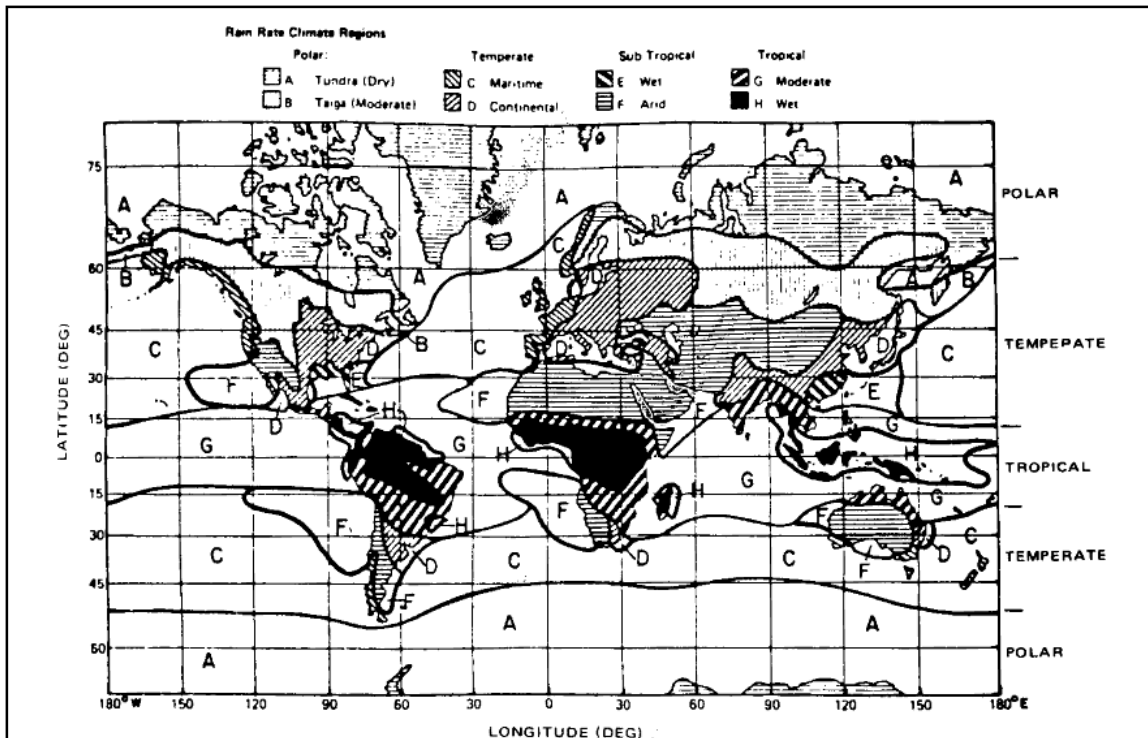 Rain Rate Climate Regions
Polar: Temperate Sub Tropical Tropical
A Tundra (Dry) C Maritime E Wet G Moderate
B Taiga (Moderate) D Continental F Arid H Wet
75
A A A A
POLAR
C
60
B A A B
D
45
C D B C D D C
TEMPEPATE
LATITUDE (DEG)
30
F E F F E
15
D H G
G G H G H
0
TROPICAL
15
H G
F H F F
30
C D C D C F D C
TEMPERATE
45
F
A A
60
A
POLAR
180°W 150 120 90 60 30 0 30 60 90 120 150 180°E
LONGITUDE (DEG)